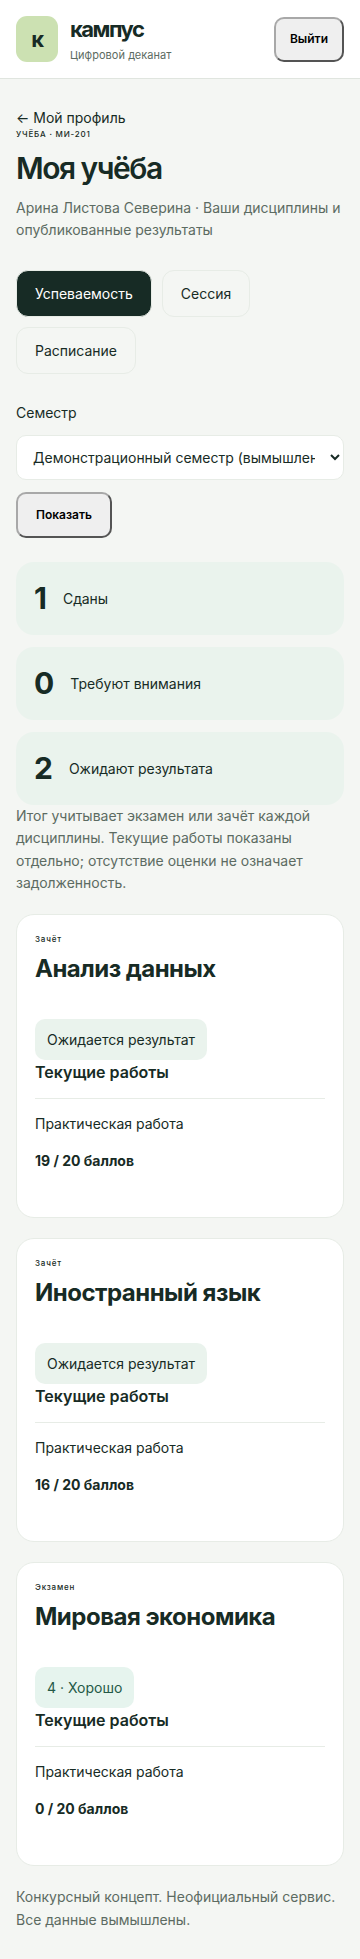 к
кампус
Цифровой деканат
Выйти
← Мой профиль
УЧЁБА · МИ-201
Моя учёба
Арина Листова Северина · Ваши дисциплины и
опубликованные результаты
Успеваемость
Сессия
Расписание
Семестр
Демонстрационный семестр (вымышлен
Показать
1 Сданы
0 Требуют внимания
2 Ожидают результата
Итог учитывает экзамен или зачёт каждой
дисциплины. Текущие работы показаны
отдельно; отсутствие оценки не означает
задолженность.
Зачёт
Анализ данных
Ожидается результат
Текущие работы
Практическая работа
19 / 20 баллов
Зачёт
Иностранный язык
Ожидается результат
Текущие работы
Практическая работа
16 / 20 баллов
Экзамен
Мировая экономика
4 · Хорошо
Текущие работы
Практическая работа
0 / 20 баллов
Конкурсный концепт. Неофициальный сервис.
Все данные вымышлены.